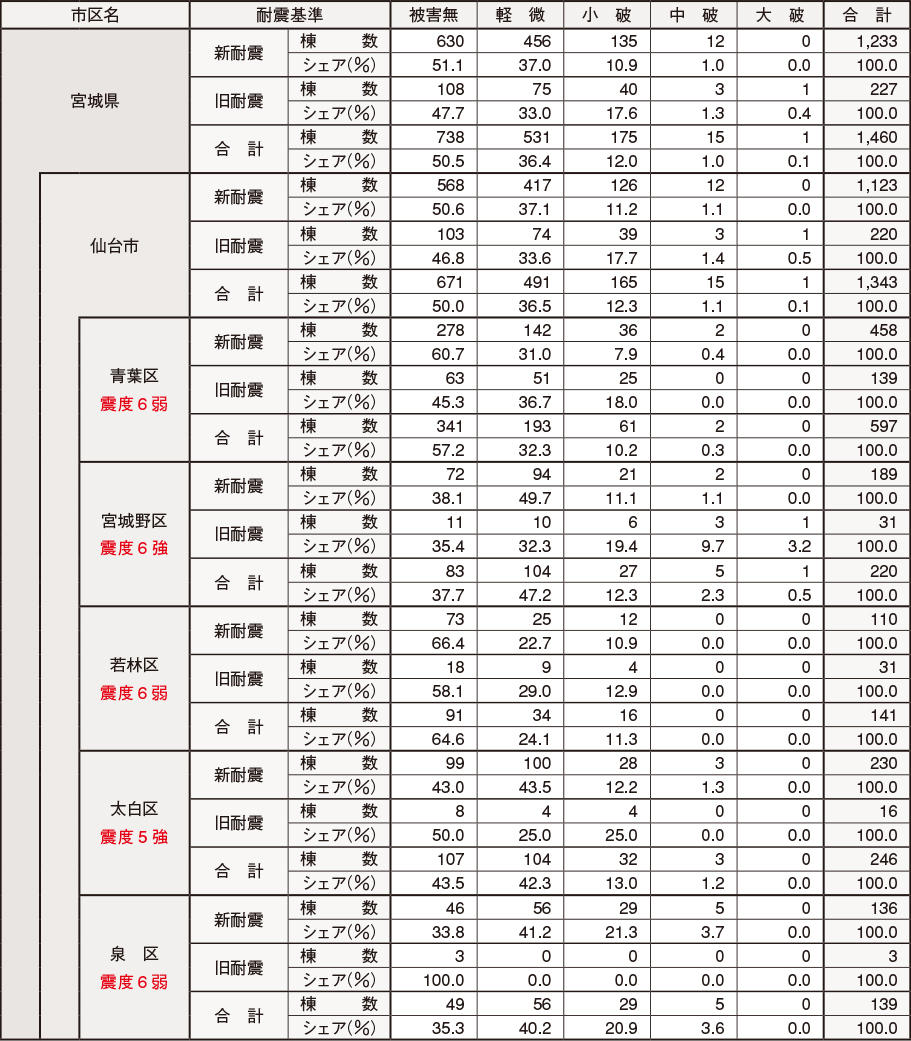 市区名 耐震基準 被害無 軽 微 小 破 中 破 大 破 合 計
宮城県 新耐震 棟 数 630 456 135 12 0 1,233
シェア(%) 51.1 37.0 10.9 1.0 0.0 100.0
旧耐震 棟 数 108 75 40 3 1 227
シェア(%) 47.7 33.0 17.6 1.3 0.4 100.0
合 計 棟 数 738 531 175 15 1 1,460
シェア(%) 50.5 36.4 12.0 1.0 0.1 100.0
仙台市 新耐震 棟 数 568 417 126 12 0 1,123
シェア(%) 50.6 37.1 11.2 1.1 0.0 100.0
旧耐震 棟 数 103 74 39 3 1 220
シェア(%) 46.8 33.6 17.7 1.4 0.5 100.0
合 計 棟 数 671 491 165 15 1 1,343
シェア(%) 50.0 36.5 12.3 1.1 0.1 100.0
青葉区 震度6弱 新耐震 棟 数 278 142 36 2 0 458
シェア(%) 60.7 31.0 7.9 0.4 0.0 100.0
旧耐震 棟 数 63 51 25 0 0 139
シェア(%) 45.3 36.7 18.0 0.0 0.0 100.0
合 計 棟 数 341 193 61 2 0 597
シェア(%) 57.2 32.3 10.2 0.3 0.0 100.0
宮城野区 震度6強 新耐震 棟 数 72 94 21 2 0 189
シェア(%) 38.1 49.7 11.1 1.1 0.0 100.0
旧耐震 棟 数 11 10 6 3 1 31
シェア(%) 35.4 32.3 19.4 9.7 3.2 100.0
合 計 棟 数 83 104 27 5 1 220
シェア(%) 37.7 47.2 12.3 2.3 0.5 100.0
若林区 震度6弱 新耐震 棟 数 73 25 12 0 0 110
シェア(%) 66.4 22.7 10.9 0.0 0.0 100.0
旧耐震 棟 数 18 9 4 0 0 31
シェア(%) 58.1 29.0 12.9 0.0 0.0 100.0
合 計 棟 数 91 34 16 0 0 141
シェア(%) 64.6 24.1 11.3 0.0 0.0 100.0
太白区 震度5強 新耐震 棟 数 99 100 28 3 0 230
シェア(%) 43.0 43.5 12.2 1.3 0.0 100.0
旧耐震 棟 数 8 4 4 0 0 16
シェア(%) 50.0 25.0 25.0 0.0 0.0 100.0
合 計 棟 数 107 104 32 3 0 246
シェア(%) 43.5 42.3 13.0 1.2 0.0 100.0
泉 区 震度6弱 新耐震 棟 数 46 56 29 5 0 136
シェア(%) 33.8 41.2 21.3 3.7 0.0 100.0
旧耐震 棟 数 3 0 0 0 0 3
シェア(%) 100.0 0.0 0.0 0.0 0.0 100.0
合 計 棟 数 49 56 29 5 0 139
シェア(%) 35.3 40.2 20.9 3.6 0.0 100.0